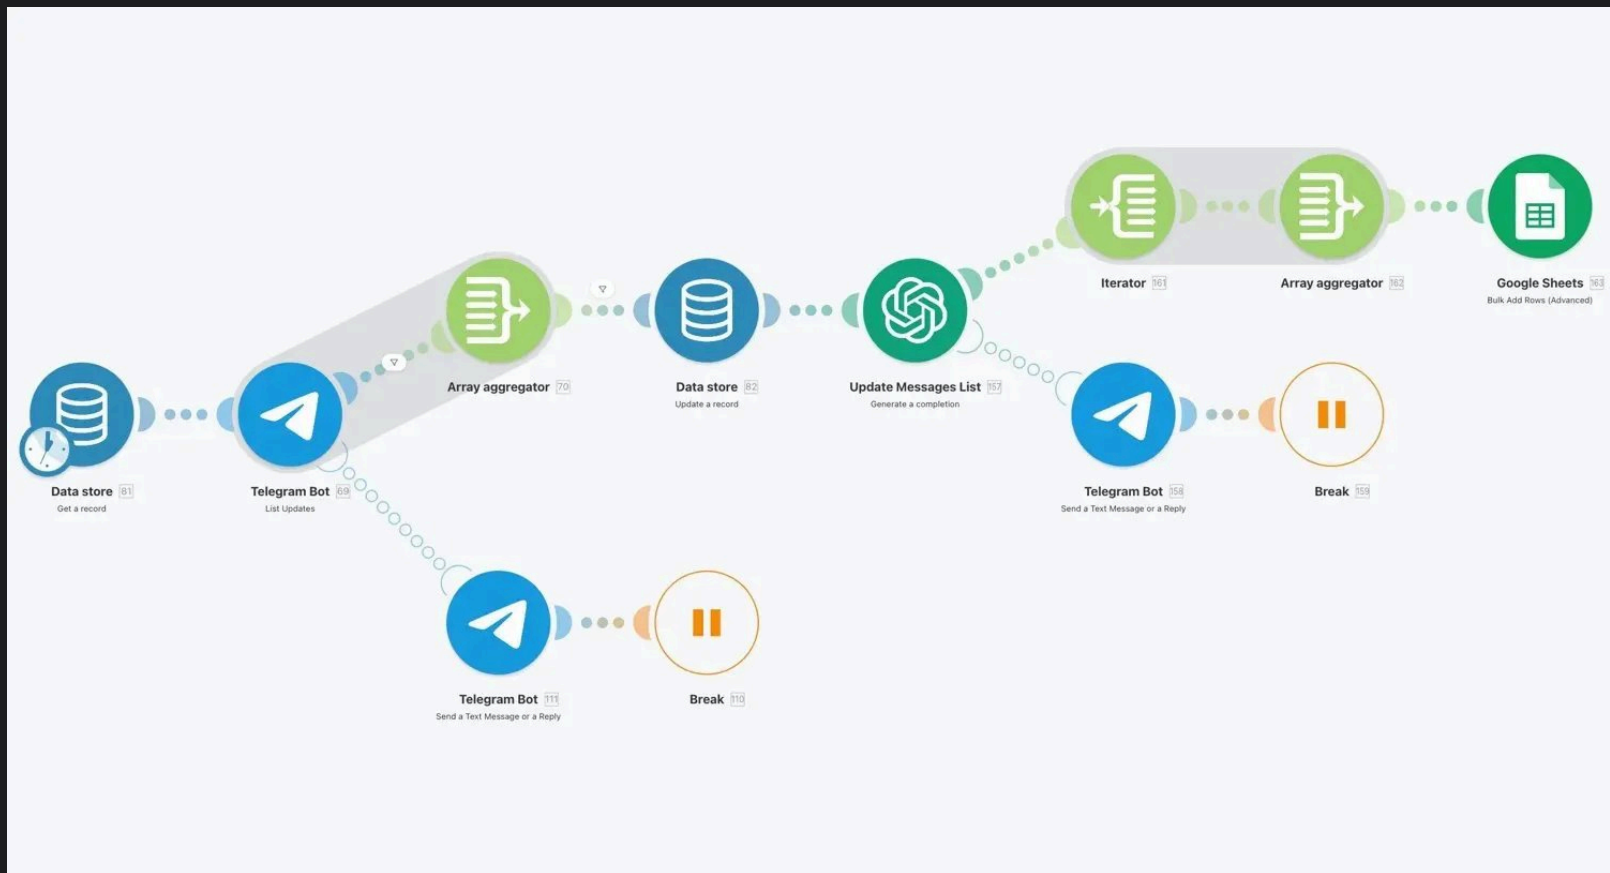 Iterator 161
Array aggregator 162
Google Sheets 163
Bulk Add Rows (Advanced)
Array aggregator 70
Data store 82
Update a record
Update Messages List 157
Generate a completion
Data store 81
Get a record
Telegram Bot 69
List Updates
Telegram Bot 158
Send a Text Message or a Reply
Break 159
Telegram Bot 111
Send a Text Message or a Reply
Break 110